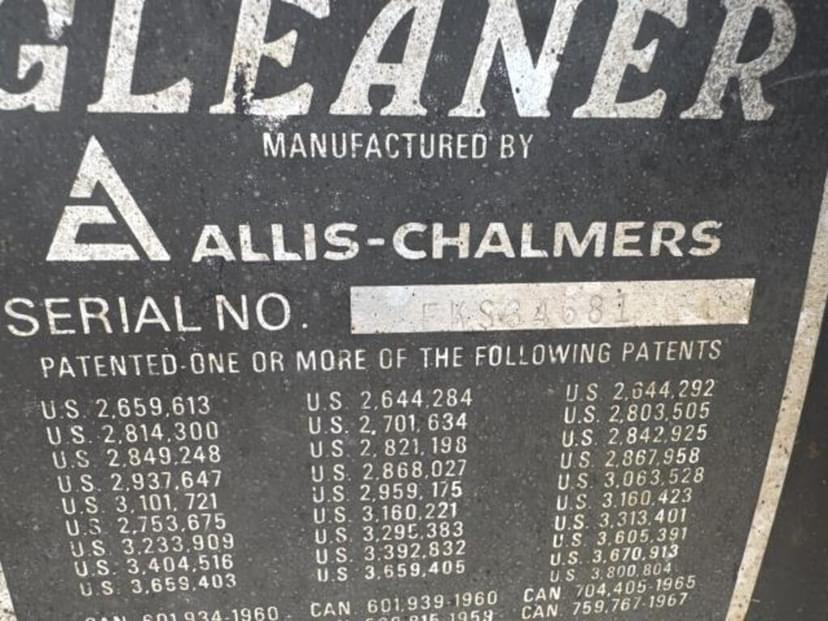 GLEANER
MANUFACTURED BY
ALLIS-CHALMERS
SERIAL NO. FKS34681
PATENTED-ONE OR MORE OF THE FOLLOWING PATENTS
U.S. 2,659,613 U.S. 2,644,284 U.S. 2,644,292
U.S. 2,814,300 U.S. 2,701,634 U.S. 2,803,505
U.S. 2,849,248 U.S. 2,821,198 U.S. 2,842,925
U.S. 2,937,647 U.S. 2,868,027 U.S. 2,867,958
U.S. 3,101,721 U.S. 2,959,175 U.S. 3,063,528
U.S. 2,753,675 U.S. 3,160,221 U.S. 3,160,423
U.S. 3,233,909 U.S. 3,295,383 U.S. 3,313,401
U.S. 3,404,516 U.S. 3,392,832 U.S. 3,605,391
U.S. 3,659,403 U.S. 3,659,405 U.S. 3,670,913
U.S. 3,800,804
CAN. 601,934-1960 CAN. 601,939-1960 CAN. 704,405-1965
CAN. 759,767-1967